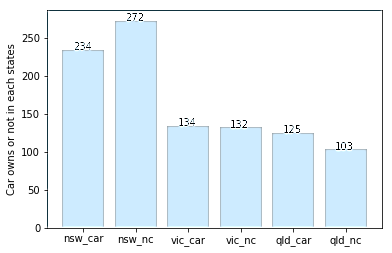 Car owns or not in each states
250
200
150
100
50
0
234
272
134
132
125
103
nsw_car
nsw_nc
vic_car
vic_nc
qld_car
qld_nc